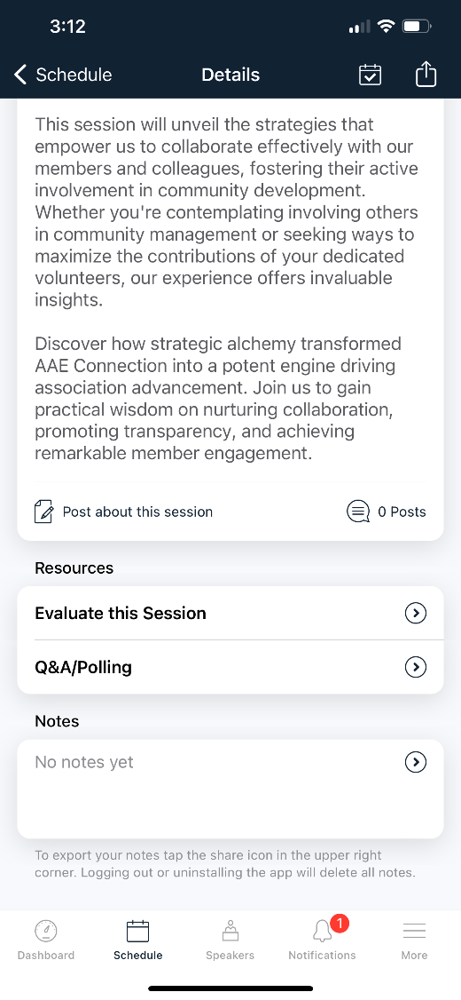 3:12
Schedule
Details
This session will unveil the strategies that
empower us to collaborate effectively with our
members and colleagues, fostering their active
involvement in community development.
Whether you're contemplating involving others
in community management or seeking ways to
maximize the contributions of your dedicated
volunteers, our experience offers invaluable
insights.
Discover how strategic alchemy transformed
AAE Connection into a potent engine driving
association advancement. Join us to gain
practical wisdom on nurturing collaboration,
promoting transparency, and achieving
remarkable member engagement.
Post about this session
0 Posts
Resources
Evaluate this Session
Q&A/Polling
Notes
No notes yet
To export your notes tap the share icon in the upper right
corner. Logging out or uninstalling the app will delete all notes.
1
Dashboard
Schedule
Speakers
Notifications
More